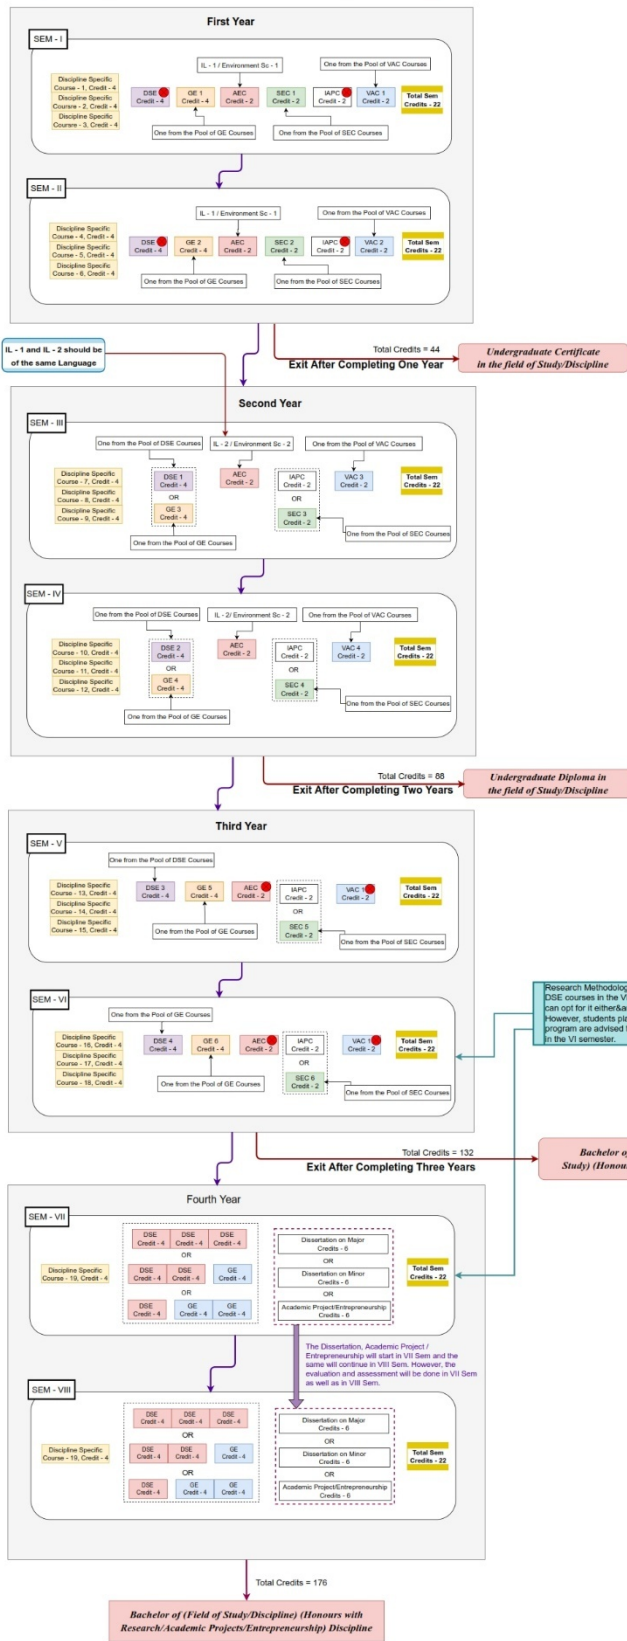 First Year
SEM - I
IL - 1 / Environment Sc - 1
One from the Pool of VAC Courses
Discipline Specific
Course - 1, Credit - 4
Discipline Specific
Course - 2, Credit - 4
Discipline Specific
Course - 3, Credit - 4
DSE
Credit - 4
GE 1
Credit - 4
AEC
Credit - 2
SEC 1
Credit - 2
IAPC
Credit - 2
VAC 1
Credit - 2
Total Sem
Credits - 22
One from the Pool of GE Courses
One from the Pool of SEC Courses
SEM - II
IL - 1 / Environment Sc - 1
One from the Pool of VAC Courses
Discipline Specific
Course - 4, Credit - 4
Discipline Specific
Course - 5, Credit - 4
Discipline Specific
Course - 6, Credit - 4
DSE
Credit - 4
GE 2
Credit - 4
AEC
Credit - 2
SEC 2
Credit - 2
IAPC
Credit - 2
VAC 2
Credit - 2
Total Sem
Credits - 22
One from the Pool of GE Courses
One from the Pool of SEC Courses
IL - 1 and IL - 2 should be
of the same Language
Total Credits = 44
Exit After Completing One Year
Undergraduate Certificate
in the field of Study/Discipline
Second Year
SEM - III
One from the Pool of DSE Courses
IL - 2 / Environment Sc - 2
One from the Pool of VAC Courses
Discipline Specific
Course - 7, Credit - 4
Discipline Specific
Course - 8, Credit - 4
Discipline Specific
Course - 9, Credit - 4
DSE 1
Credit - 4
OR
GE 3
Credit - 4
AEC
Credit - 2
IAPC
Credit - 2
OR
SEC 3
Credit - 2
VAC 3
Credit - 2
Total Sem
Credits - 22
One from the Pool of SEC Courses
One from the Pool of GE Courses
SEM - IV
One from the Pool of DSE Courses
IL - 2/ Environment Sc - 2
One from the Pool of VAC Courses
Discipline Specific
Course - 10, Credit - 4
Discipline Specific
Course - 11, Credit - 4
Discipline Specific
Course - 12, Credit - 4
DSE 2
Credit - 4
OR
GE 4
Credit - 4
AEC
Credit - 2
IAPC
Credit - 2
OR
SEC 4
Credit - 2
VAC 4
Credit - 2
Total Sem
Credits - 22
One from the Pool of SEC Courses
One from the Pool of GE Courses
Total Credits = 88
Exit After Completing Two Years
Undergraduate Diploma in
the field of Study/Discipline
Third Year
SEM - V
One from the Pool of DSE Courses
Discipline Specific
Course - 13, Credit - 4
Discipline Specific
Course - 14, Credit - 4
Discipline Specific
Course - 15, Credit - 4
DSE 3
Credit - 4
GE 5
Credit - 4
AEC
Credit - 2
IAPC
Credit - 2
OR
SEC 5
Credit - 2
VAC 1
Credit - 2
Total Sem
Credits - 22
One from the Pool of GE Courses
One from the Pool of SEC Courses
SEM - VI
One from the Pool of GE Courses
Discipline Specific
Course - 16, Credit - 4
Discipline Specific
Course - 17, Credit - 4
Discipline Specific
Course - 18, Credit - 4
DSE 4
Credit - 4
GE 6
Credit - 4
AEC
Credit - 2
IAPC
Credit - 2
OR
SEC 6
Credit - 2
VAC 1
Credit - 2
Total Sem
Credits - 22
One from the Pool of GE Courses
One from the Pool of SEC Courses
Research Methodolog
DSE courses in the V
can opt for it either&a
However, students pla
program are advised
in the VI semester.
Total Credits = 132
Exit After Completing Three Years
Bachelor o
Study) (Honou
Fourth Year
SEM - VII
Discipline Specific
Course - 19, Credit - 4
DSE
Credit - 4
DSE
Credit - 4
DSE
Credit - 4
OR
DSE
Credit - 4
DSE
Credit - 4
GE
Credit - 4
OR
DSE
Credit - 4
GE
Credit - 4
GE
Credit - 4
Dissertation on Major
Credits - 6
OR
Dissertation on Minor
Credits - 6
OR
Academic Project/Entrepreneurship
Credits - 6
Total Sem
Credits - 22
The Dissertation, Academic Project /
Entrepreneurship will start in VII Sem and the
same will continue in VIII Sem. However, the
evaluation and assessment will be done in VII Sem
as well as in VIII Sem.
SEM - VIII
Discipline Specific
Course - 19, Credit - 4
DSE
Credit - 4
DSE
Credit - 4
DSE
Credit - 4
OR
DSE
Credit - 4
DSE
Credit - 4
GE
Credit - 4
OR
DSE
Credit - 4
GE
Credit - 4
GE
Credit - 4
Dissertation on Major
Credits - 6
OR
Dissertation on Minor
Credits - 6
OR
Academic Project/Entrepreneurship
Credits - 6
Total Sem
Credits - 22
Total Credits = 176
Bachelor of (Field of Study/Discipline) (Honours with
Research/Academic Projects/Entrepreneurship) Discipline